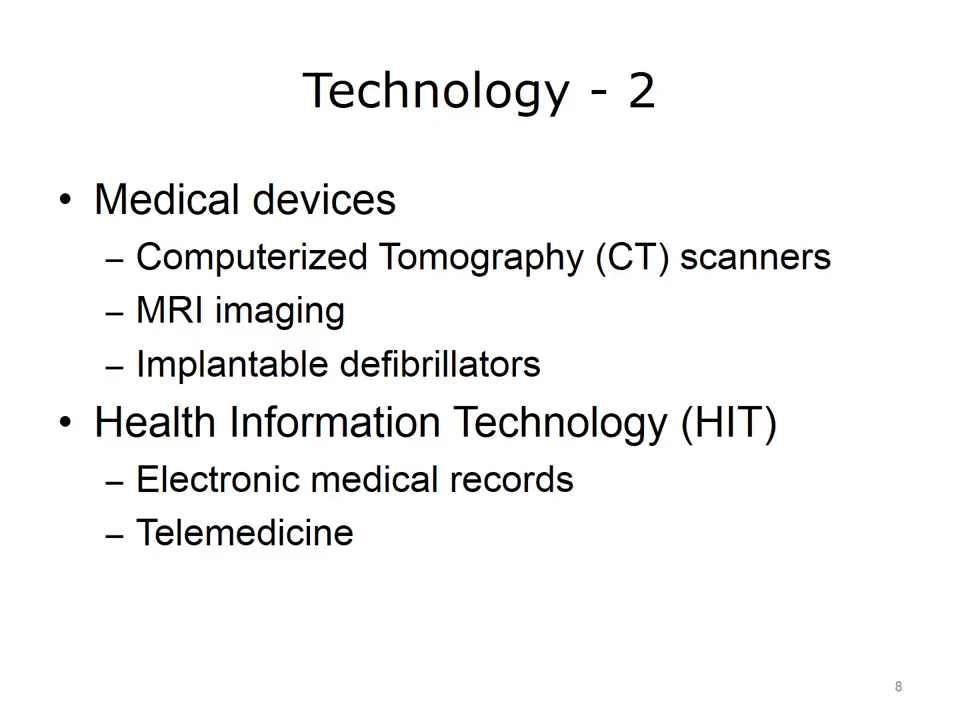 Technology - 2
• Medical devices
– Computerized Tomography (CT) scanners
– MRI imaging
– Implantable defibrillators
• Health Information Technology (HIT)
– Electronic medical records
– Telemedicine
8